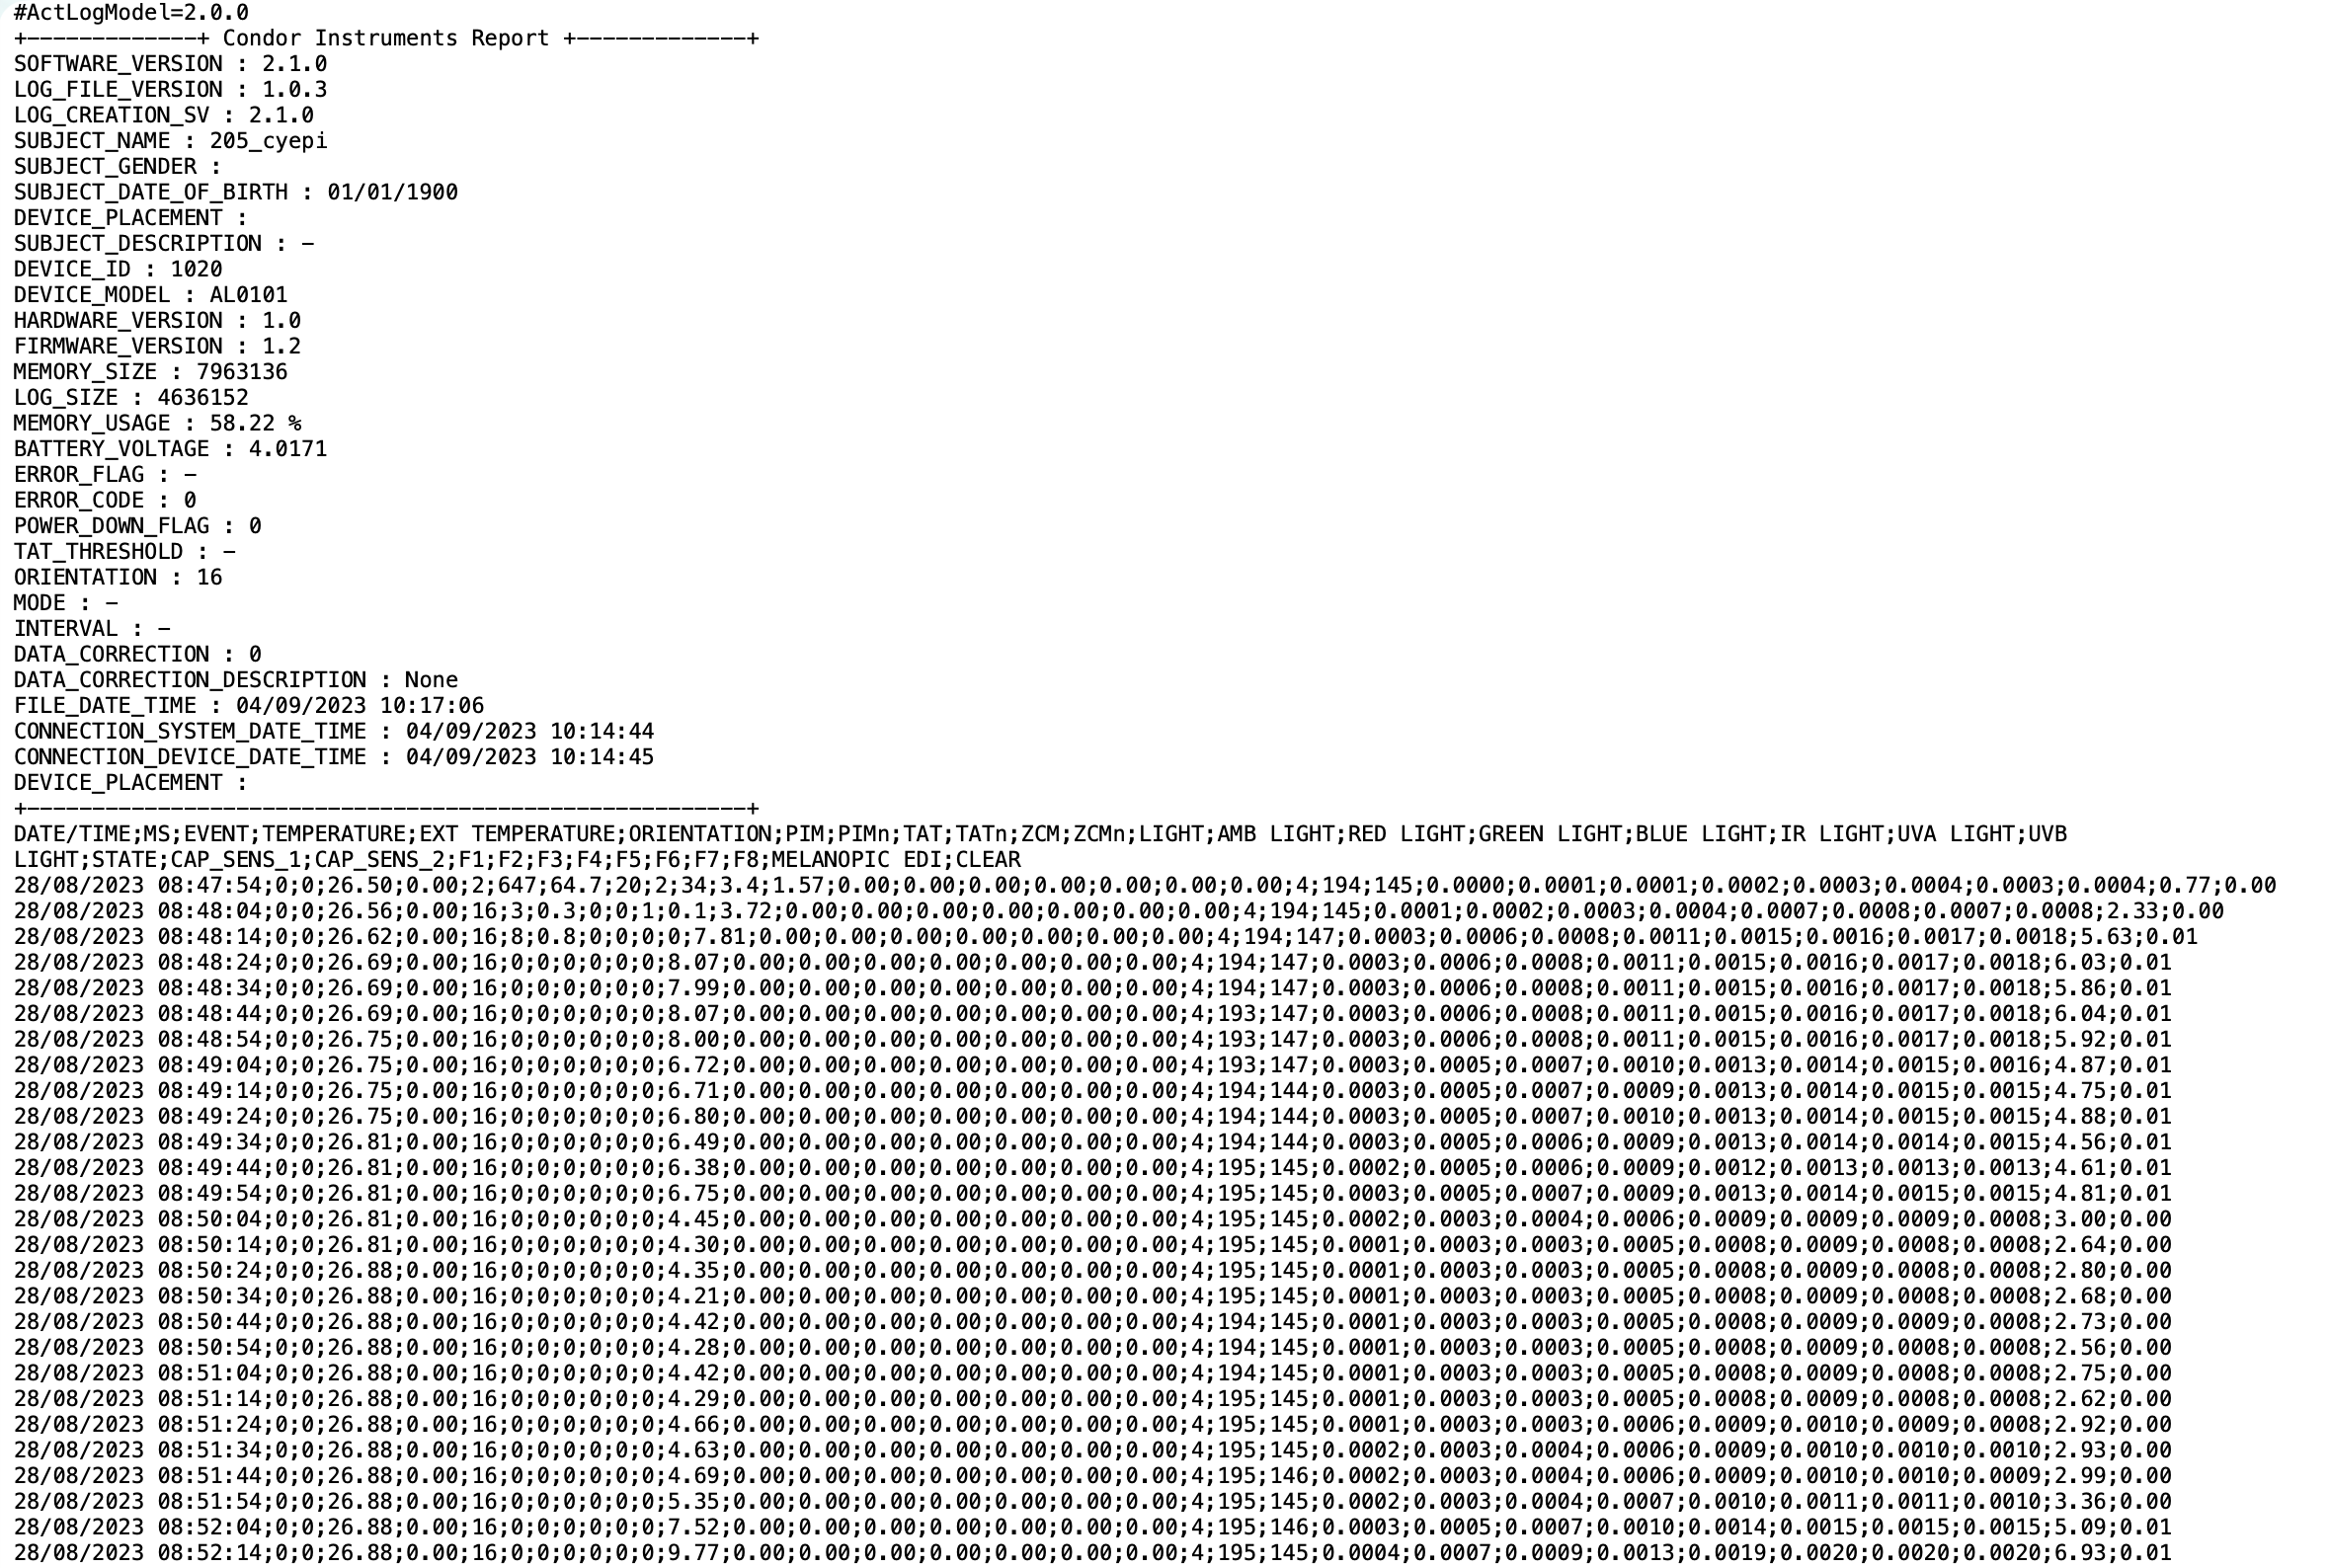 #ActLogModel=2.0.0
+-------------+ Condor Instruments Report +-------------+
SOFTWARE_VERSION : 2.1.0
LOG_FILE_VERSION : 1.0.3
LOG_CREATION_SV : 2.1.0
SUBJECT_NAME : 205_cyepi
SUBJECT_GENDER :
SUBJECT_DATE_OF_BIRTH : 01/01/1900
DEVICE_PLACEMENT :
SUBJECT_DESCRIPTION : -
DEVICE_ID : 1020
DEVICE_MODEL : AL0101
HARDWARE_VERSION : 1.0
FIRMWARE_VERSION : 1.2
MEMORY_SIZE : 7963136
LOG_SIZE : 4636152
MEMORY_USAGE : 58.22 %
BATTERY_VOLTAGE : 4.0171
ERROR_FLAG : -
ERROR_CODE : 0
POWER_DOWN_FLAG : 0
TAT_THRESHOLD : -
ORIENTATION : 16
MODE : -
INTERVAL : -
DATA_CORRECTION : 0
DATA_CORRECTION_DESCRIPTION : None
FILE_DATE_TIME : 04/09/2023 10:17:06
CONNECTION_SYSTEM_DATE_TIME : 04/09/2023 10:14:44
CONNECTION_DEVICE_DATE_TIME : 04/09/2023 10:14:45
DEVICE_PLACEMENT :
+-------------------------------------------------------+
DATE/TIME;MS;EVENT;TEMPERATURE;EXT TEMPERATURE;ORIENTATION;PIM;PIMn;TAT;TATn;ZCM;ZCMn;LIGHT;AMB LIGHT;RED LIGHT;GREEN LIGHT;BLUE LIGHT;IR LIGHT;UVA LIGHT;UVB
LIGHT;STATE;CAP_SENS_1;CAP_SENS_2;F1;F2;F3;F4;F5;F6;F7;F8;MELANOPIC EDI;CLEAR
28/08/2023 08:47:54;0;0;26.50;0.00;2;647;64.7;20;2;34;3.4;1.57;0.00;0.00;0.00;0.00;0.00;0.00;0.00;4;194;145;0.0000;0.0001;0.0001;0.0002;0.0003;0.0004;0.0003;0.0004;0.77;0.00
28/08/2023 08:48:04;0;0;26.56;0.00;16;3;0.3;0;0;1;0.1;3.72;0.00;0.00;0.00;0.00;0.00;0.00;0.00;4;194;145;0.0001;0.0002;0.0003;0.0004;0.0007;0.0008;0.0007;0.0008;2.33;0.00
28/08/2023 08:48:14;0;0;26.62;0.00;16;8;0.8;0;0;0;0;7.81;0.00;0.00;0.00;0.00;0.00;0.00;0.00;4;194;147;0.0003;0.0006;0.0008;0.0011;0.0015;0.0016;0.0017;0.0018;5.63;0.01
28/08/2023 08:48:24;0;0;26.69;0.00;16;0;0;0;0;0;0;8.07;0.00;0.00;0.00;0.00;0.00;0.00;0.00;4;194;147;0.0003;0.0006;0.0008;0.0011;0.0015;0.0016;0.0017;0.0018;6.03;0.01
28/08/2023 08:48:34;0;0;26.69;0.00;16;0;0;0;0;0;0;7.99;0.00;0.00;0.00;0.00;0.00;0.00;0.00;4;194;147;0.0003;0.0006;0.0008;0.0011;0.0015;0.0016;0.0017;0.0018;5.86;0.01
28/08/2023 08:48:44;0;0;26.69;0.00;16;0;0;0;0;0;0;8.07;0.00;0.00;0.00;0.00;0.00;0.00;0.00;4;193;147;0.0003;0.0006;0.0008;0.0011;0.0015;0.0016;0.0017;0.0018;6.04;0.01
28/08/2023 08:48:54;0;0;26.75;0.00;16;0;0;0;0;0;0;8.00;0.00;0.00;0.00;0.00;0.00;0.00;0.00;4;193;147;0.0003;0.0006;0.0008;0.0011;0.0015;0.0016;0.0017;0.0018;5.92;0.01
28/08/2023 08:49:04;0;0;26.75;0.00;16;0;0;0;0;0;0;6.72;0.00;0.00;0.00;0.00;0.00;0.00;0.00;4;193;147;0.0003;0.0005;0.0007;0.0010;0.0013;0.0014;0.0015;0.0016;4.87;0.01
28/08/2023 08:49:14;0;0;26.75;0.00;16;0;0;0;0;0;0;6.71;0.00;0.00;0.00;0.00;0.00;0.00;0.00;4;194;144;0.0003;0.0005;0.0007;0.0009;0.0013;0.0014;0.0015;0.0015;4.75;0.01
28/08/2023 08:49:24;0;0;26.75;0.00;16;0;0;0;0;0;0;6.80;0.00;0.00;0.00;0.00;0.00;0.00;0.00;4;194;144;0.0003;0.0005;0.0007;0.0010;0.0013;0.0014;0.0015;0.0015;4.88;0.01
28/08/2023 08:49:34;0;0;26.81;0.00;16;0;0;0;0;0;0;6.49;0.00;0.00;0.00;0.00;0.00;0.00;0.00;4;194;144;0.0003;0.0005;0.0006;0.0009;0.0013;0.0014;0.0014;0.0015;4.56;0.01
28/08/2023 08:49:44;0;0;26.81;0.00;16;0;0;0;0;0;0;6.38;0.00;0.00;0.00;0.00;0.00;0.00;0.00;4;195;145;0.0002;0.0005;0.0006;0.0009;0.0012;0.0013;0.0013;0.0013;4.61;0.01
28/08/2023 08:49:54;0;0;26.81;0.00;16;0;0;0;0;0;0;6.75;0.00;0.00;0.00;0.00;0.00;0.00;0.00;4;195;145;0.0003;0.0005;0.0007;0.0009;0.0013;0.0014;0.0015;0.0015;4.81;0.01
28/08/2023 08:50:04;0;0;26.81;0.00;16;0;0;0;0;0;0;4.45;0.00;0.00;0.00;0.00;0.00;0.00;0.00;4;195;145;0.0002;0.0003;0.0004;0.0006;0.0009;0.0009;0.0009;0.0008;3.00;0.00
28/08/2023 08:50:14;0;0;26.81;0.00;16;0;0;0;0;0;0;4.30;0.00;0.00;0.00;0.00;0.00;0.00;0.00;4;195;145;0.0001;0.0003;0.0003;0.0005;0.0008;0.0009;0.0008;0.0008;2.64;0.00
28/08/2023 08:50:24;0;0;26.88;0.00;16;0;0;0;0;0;0;4.35;0.00;0.00;0.00;0.00;0.00;0.00;0.00;4;195;145;0.0001;0.0003;0.0003;0.0005;0.0008;0.0009;0.0008;0.0008;2.80;0.00
28/08/2023 08:50:34;0;0;26.88;0.00;16;0;0;0;0;0;0;4.21;0.00;0.00;0.00;0.00;0.00;0.00;0.00;4;195;145;0.0001;0.0003;0.0003;0.0005;0.0008;0.0009;0.0008;0.0008;2.68;0.00
28/08/2023 08:50:44;0;0;26.88;0.00;16;0;0;0;0;0;0;4.42;0.00;0.00;0.00;0.00;0.00;0.00;0.00;4;194;145;0.0001;0.0003;0.0003;0.0005;0.0008;0.0009;0.0009;0.0008;2.73;0.00
28/08/2023 08:50:54;0;0;26.88;0.00;16;0;0;0;0;0;0;4.28;0.00;0.00;0.00;0.00;0.00;0.00;0.00;4;194;145;0.0001;0.0003;0.0003;0.0005;0.0008;0.0009;0.0008;0.0008;2.56;0.00
28/08/2023 08:51:04;0;0;26.88;0.00;16;0;0;0;0;0;0;4.42;0.00;0.00;0.00;0.00;0.00;0.00;0.00;4;194;145;0.0001;0.0003;0.0003;0.0005;0.0008;0.0009;0.0008;0.0008;2.75;0.00
28/08/2023 08:51:14;0;0;26.88;0.00;16;0;0;0;0;0;0;4.29;0.00;0.00;0.00;0.00;0.00;0.00;0.00;4;195;145;0.0001;0.0003;0.0003;0.0005;0.0008;0.0009;0.0008;0.0008;2.62;0.00
28/08/2023 08:51:24;0;0;26.88;0.00;16;0;0;0;0;0;0;4.66;0.00;0.00;0.00;0.00;0.00;0.00;0.00;4;195;145;0.0001;0.0003;0.0003;0.0006;0.0009;0.0010;0.0009;0.0008;2.92;0.00
28/08/2023 08:51:34;0;0;26.88;0.00;16;0;0;0;0;0;0;4.63;0.00;0.00;0.00;0.00;0.00;0.00;0.00;4;195;145;0.0002;0.0003;0.0004;0.0006;0.0009;0.0010;0.0010;0.0010;2.93;0.00
28/08/2023 08:51:44;0;0;26.88;0.00;16;0;0;0;0;0;0;4.69;0.00;0.00;0.00;0.00;0.00;0.00;0.00;4;195;146;0.0002;0.0003;0.0004;0.0006;0.0009;0.0010;0.0010;0.0009;2.99;0.00
28/08/2023 08:51:54;0;0;26.88;0.00;16;0;0;0;0;0;0;5.35;0.00;0.00;0.00;0.00;0.00;0.00;0.00;4;195;145;0.0002;0.0003;0.0004;0.0007;0.0010;0.0011;0.0011;0.0010;3.36;0.00
28/08/2023 08:52:04;0;0;26.88;0.00;16;0;0;0;0;0;0;7.52;0.00;0.00;0.00;0.00;0.00;0.00;0.00;4;195;146;0.0003;0.0005;0.0007;0.0010;0.0014;0.0015;0.0015;0.0015;5.09;0.01
28/08/2023 08:52:14;0;0;26.88;0.00;16;0;0;0;0;0;0;9.77;0.00;0.00;0.00;0.00;0.00;0.00;0.00;4;195;145;0.0004;0.0007;0.0009;0.0013;0.0019;0.0020;0.0020;0.0020;6.93;0.01